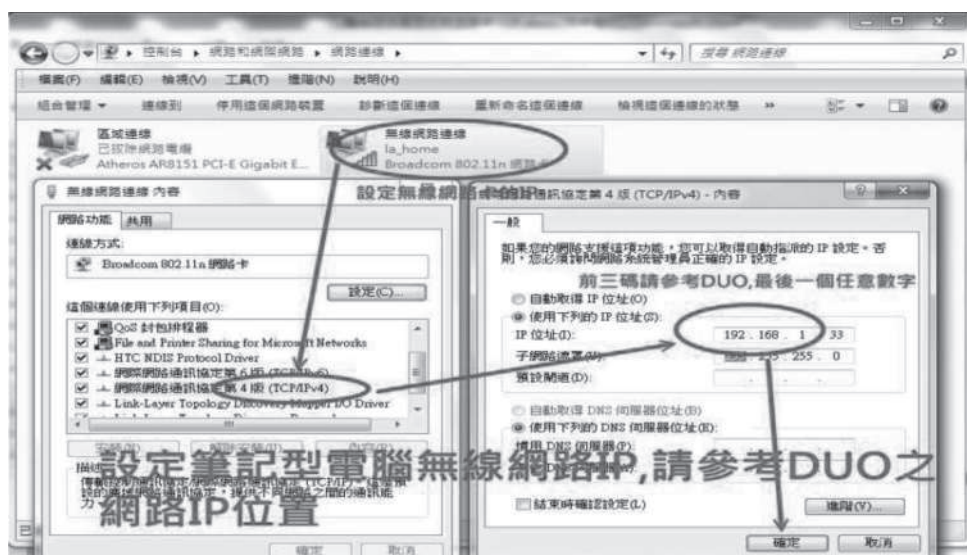 控制台 ▸ 網路和網際網路 ▸ 網路連線 ▸
搜尋 網路連線
檔案(F) 編輯(E) 檢視(V) 工具(T) 進階(N) 說明(H)
組合管理 連線到 停用這個網路裝置 診斷這個連線 重新命名這個連線 檢視這個連線的狀態 »
區域連線
已拔除網路電纜
Atheros AR8151 PCI-E Gigabit E...
無線網路連線
la_home
Broadcom 802.11n 網路卡
無線網路連線 內容
設定無線網路卡的IP
通訊協定第 4 版 (TCP/IPv4) - 內容
網路功能 共用
連線方式:
Broadcom 802.11n 網路卡
設定(C)...
這個連線使用下列項目(O):
QoS 封包排程器
File and Printer Sharing for Microsoft Networks
HTC NDIS Protocol Driver
網際網路通訊協定第 6 版 (TCP/IPv6)
網際網路通訊協定第 4 版 (TCP/IPv4)
Link-Layer Topology Discovery Mapper I/O Driver
安裝(N)... 解除安裝(U) 內容(R)
描述
確定 取消
一般
如果您的網路支援這項功能,您可以取得自動指派的 IP 設定。否
則,您必須詢問網路系統管理員正確的 IP 設定。
前三碼請參考DUO,最後一個任意數字
自動取得 IP 位址(O)
使用下列的 IP 位址(S):
IP 位址(I): 192 . 168 . 1 . 33
子網路遮罩(U): 255 . 255 . 0
預設閘道(D):
自動取得 DNS 伺服器位址(B)
使用下列的 DNS 伺服器位址(E):
慣用 DNS 伺服器(P):
結束時確認設定(L)
進階(V)...
確定 取消
設定筆記型電腦無線網路IP,請參考DUO之
網路IP位置